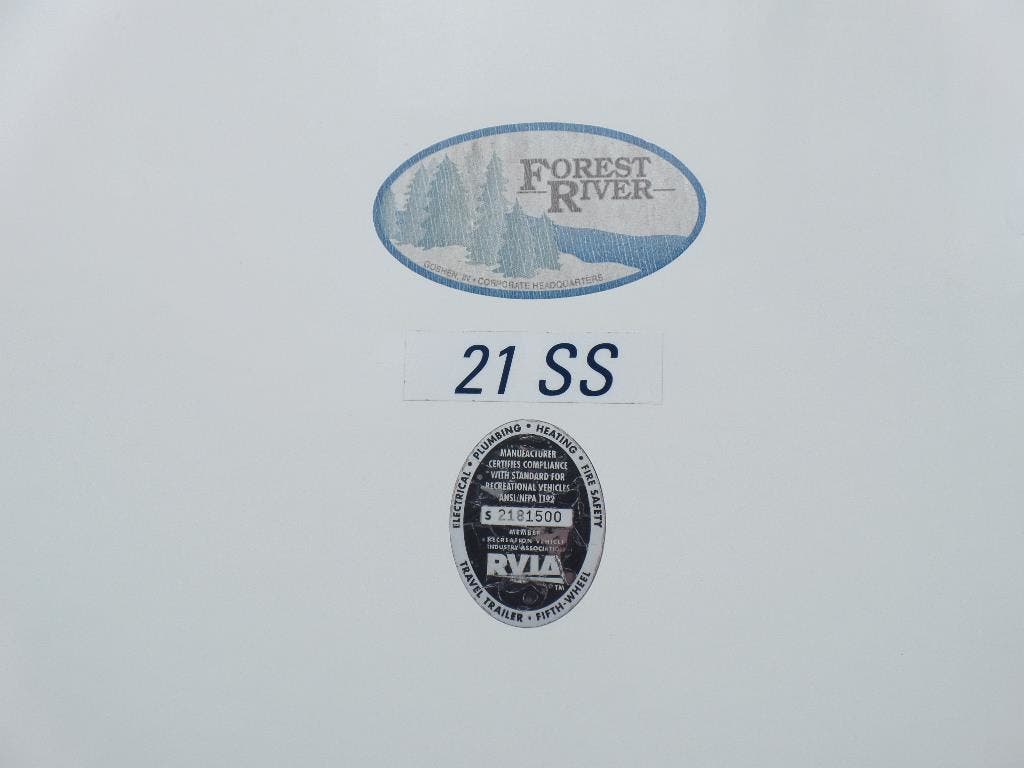 FOREST
RIVER
GOSHEN, IN • CORPORATE HEADQUARTERS
21 SS
ELECTRICAL • PLUMBING • HEATING • FIRE SAFETY
MANUFACTURER
CERTIFIES COMPLIANCE
WITH STANDARD FOR
RECREATIONAL VEHICLES
ANSI/NFPA 1192
S 2181500
MEMBER
RECREATION VEHICLE
INDUSTRY ASSOCIATION
RVIA
TM
TRAVEL TRAILER • FIFTH-WHEEL